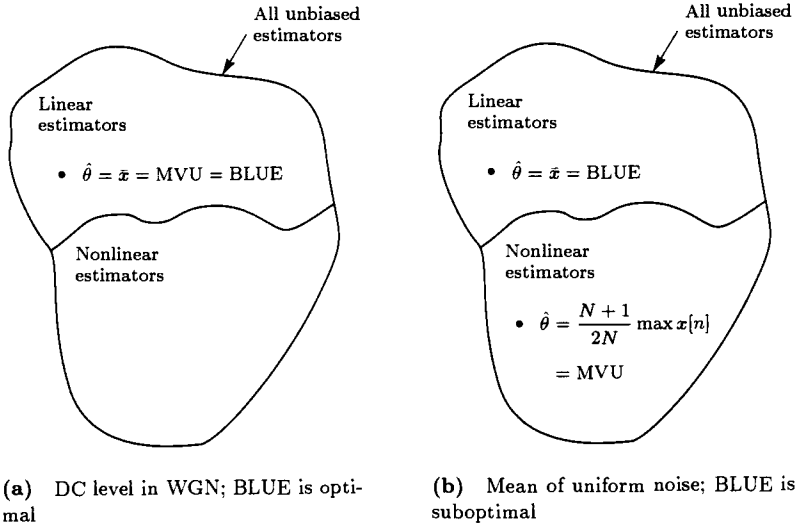 All unbiased
estimators
Linear
estimators
• θ̂ = x̄ = MVU = BLUE
Nonlinear
estimators
(a) DC level in WGN; BLUE is opti-
mal
All unbiased
estimators
Linear
estimators
• θ̂ = x̄ = BLUE
Nonlinear
estimators
• θ̂ = \frac{N + 1}{2N} max x[n]
= MVU
(b) Mean of uniform noise; BLUE is
suboptimal